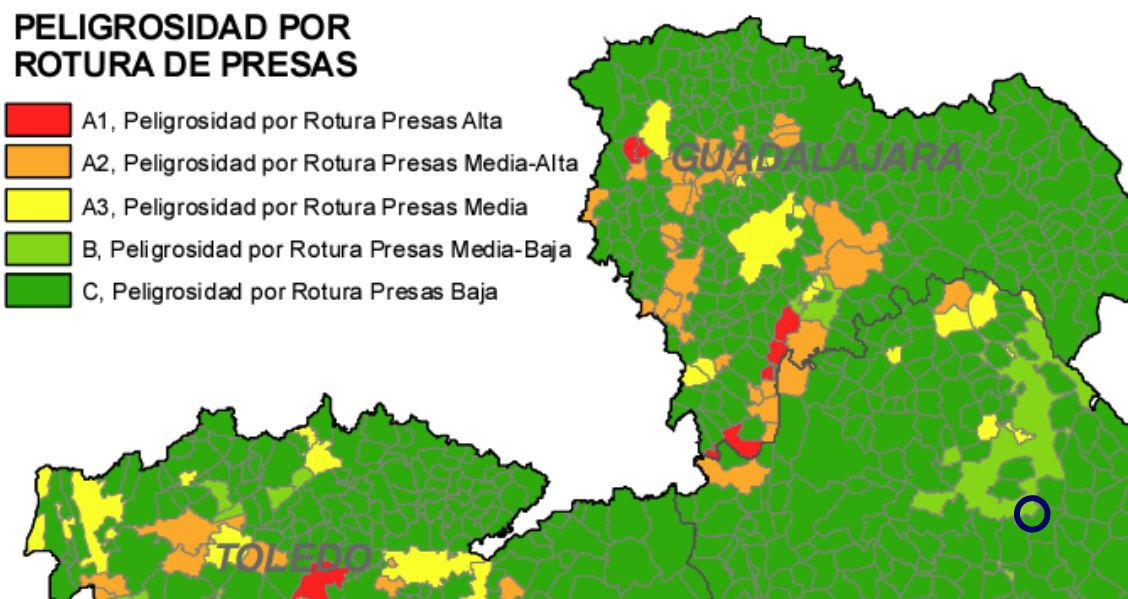 PELIGROSIDAD POR
ROTURA DE PRESAS
A1, Peligrosidad por Rotura Presas Alta
A2, Peligrosidad por Rotura Presas Media-Alta
A3, Peligrosidad por Rotura Presas Media
B, Peligrosidad por Rotura Presas Media-Baja
C, Peligrosidad por Rotura Presas Baja
GUADALAJARA
TOLEDO